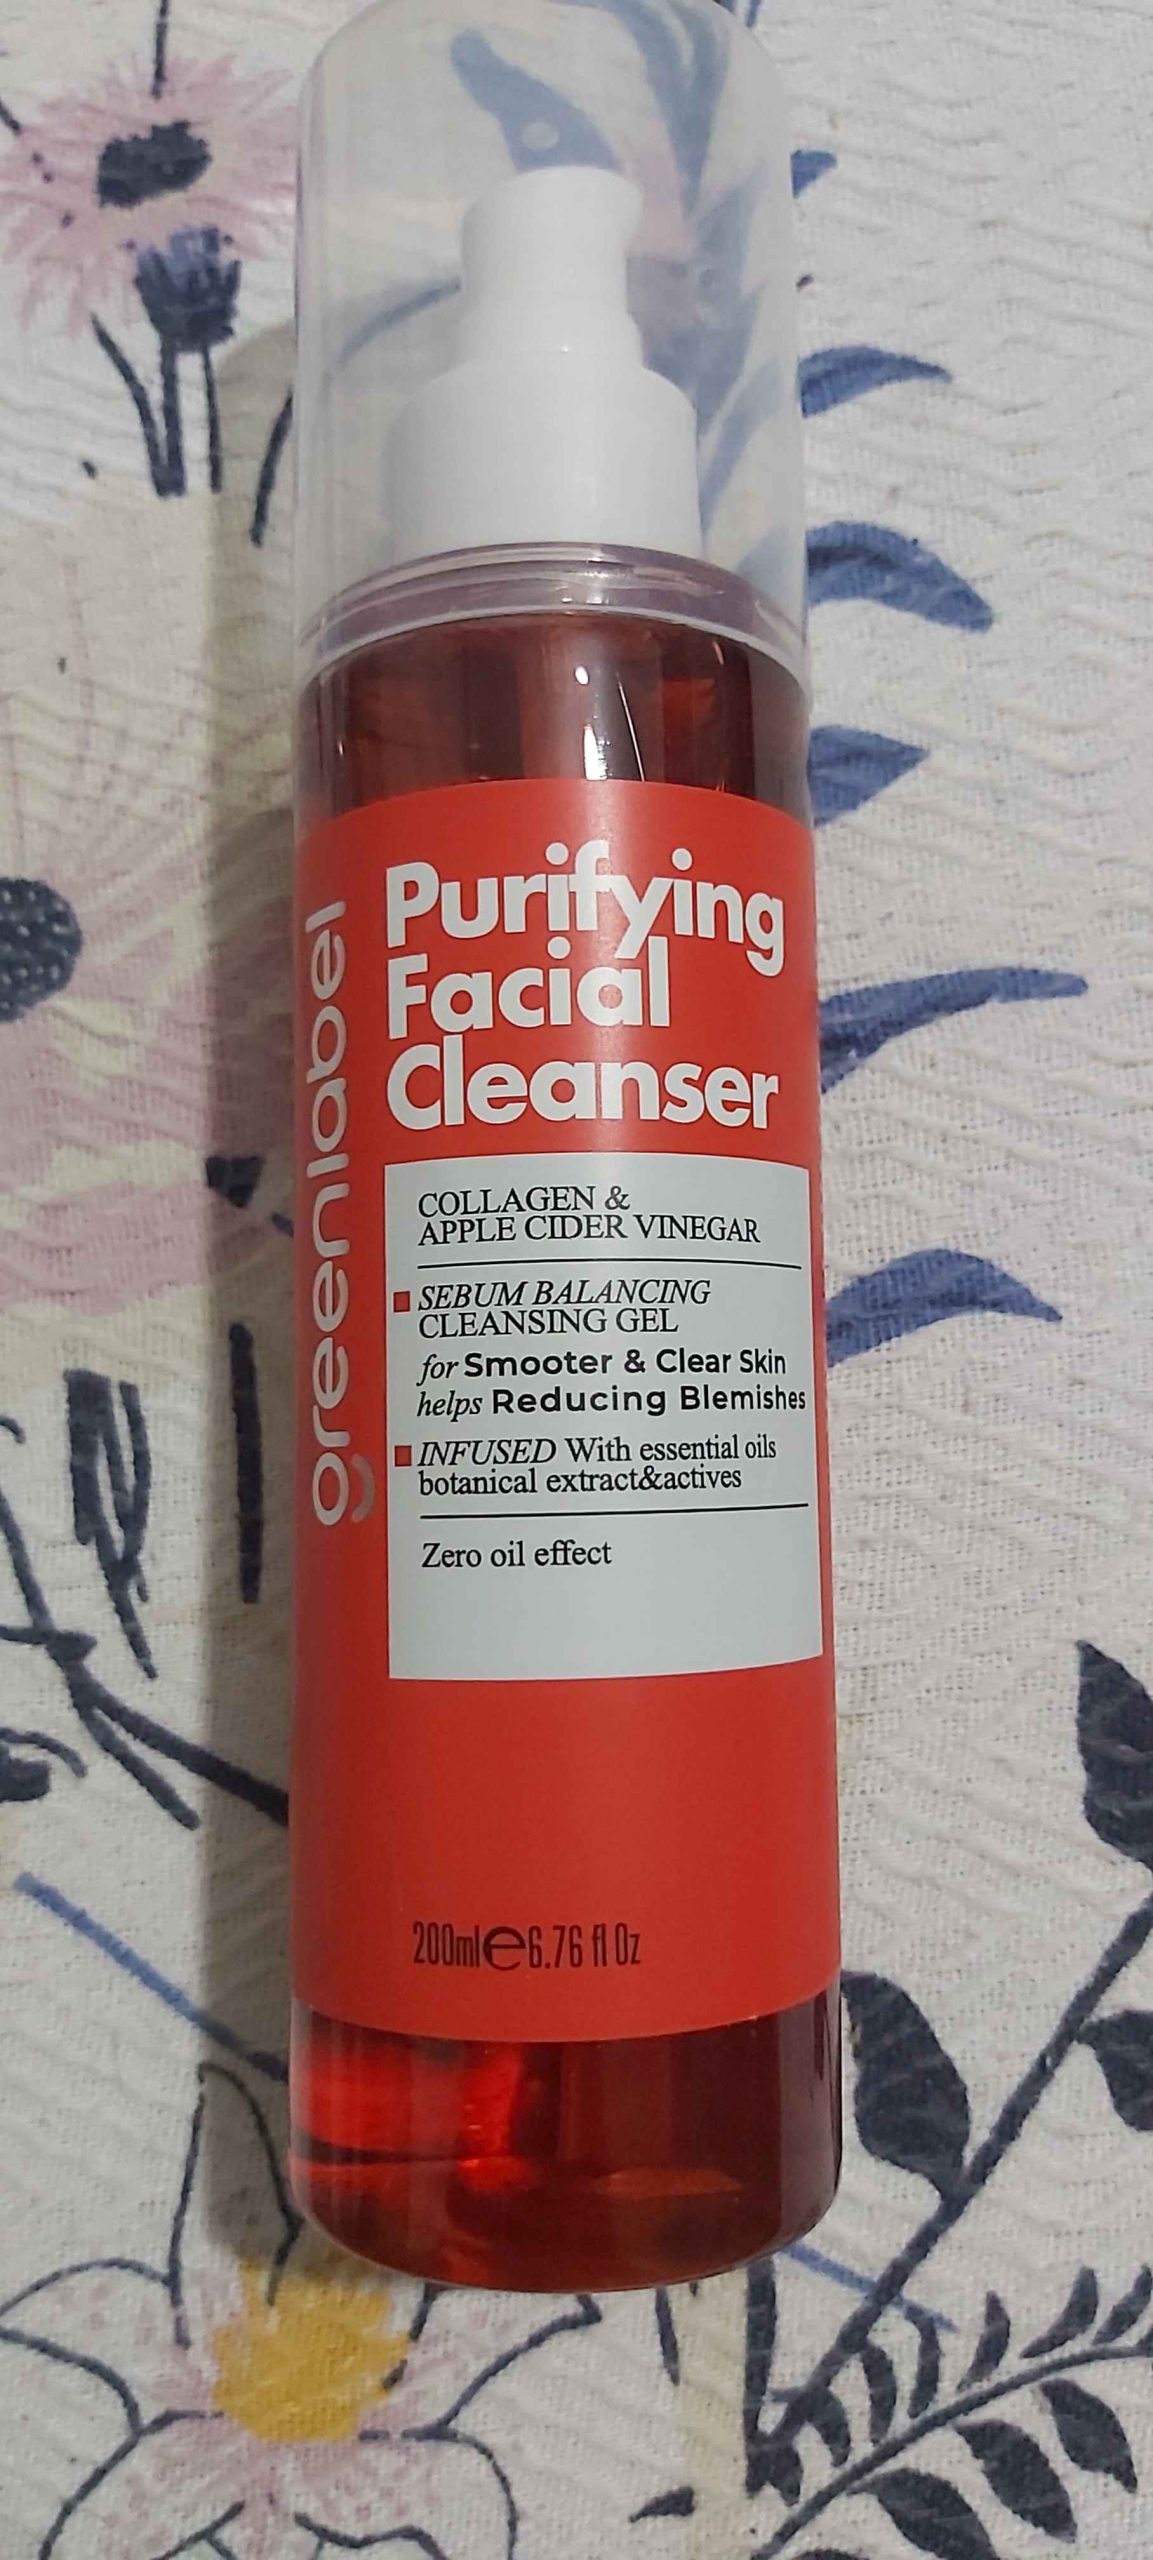 greenlabel
Purifying
Facial
Cleanser
COLLAGEN &
APPLE CIDER VINEGAR
SEBUM BALANCING
CLEANSING GEL
for Smooter & Clear Skin
helps Reducing Blemishes
INFUSED With essential oils
botanical extract&actives
Zero oil effect
200ml e 6.76 fl Oz